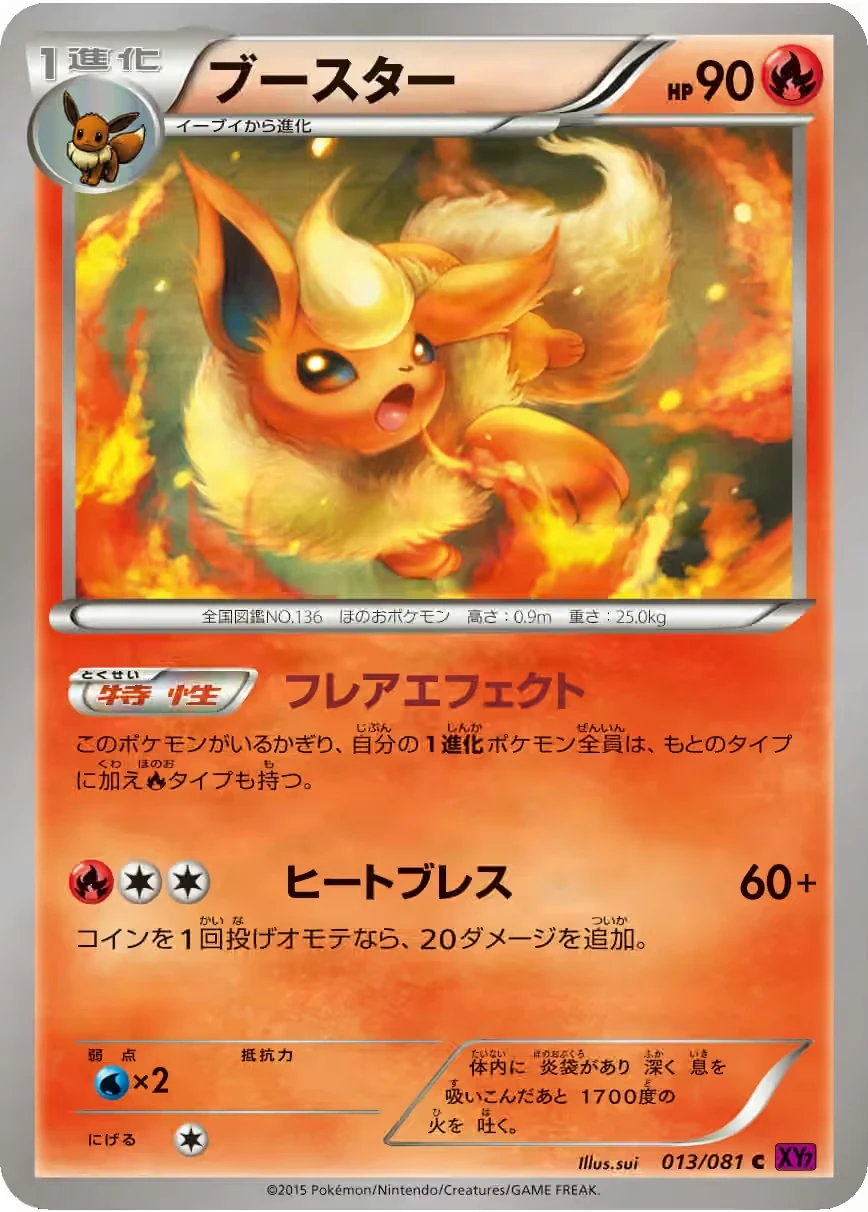 1進化
ブースター
HP90
イーブイから進化
全国図鑑NO.136 ほのおポケモン 高さ：0.9m 重さ：25.0kg
とくせい
特性 フレアエフェクト
じぶん しんか ぜんいん
このポケモンがいるかぎり、自分の1進化ポケモン全員は、もとのタイプ
くわ ほのお も
に加えタイプも持つ。
ヒートブレス 60+
かい な ついか
コインを1回投げオモテなら、20ダメージを追加。
弱点 抵抗力
×2
にげる
たいない ほのおぶくろ ふか いき
体内に 炎袋があり 深く 息を
す ど
吸いこんだあと 1700度の
ひ は
火を 吐く。
Illus.sui 013/081 C XY7
©2015 Pokémon/Nintendo/Creatures/GAME FREAK.